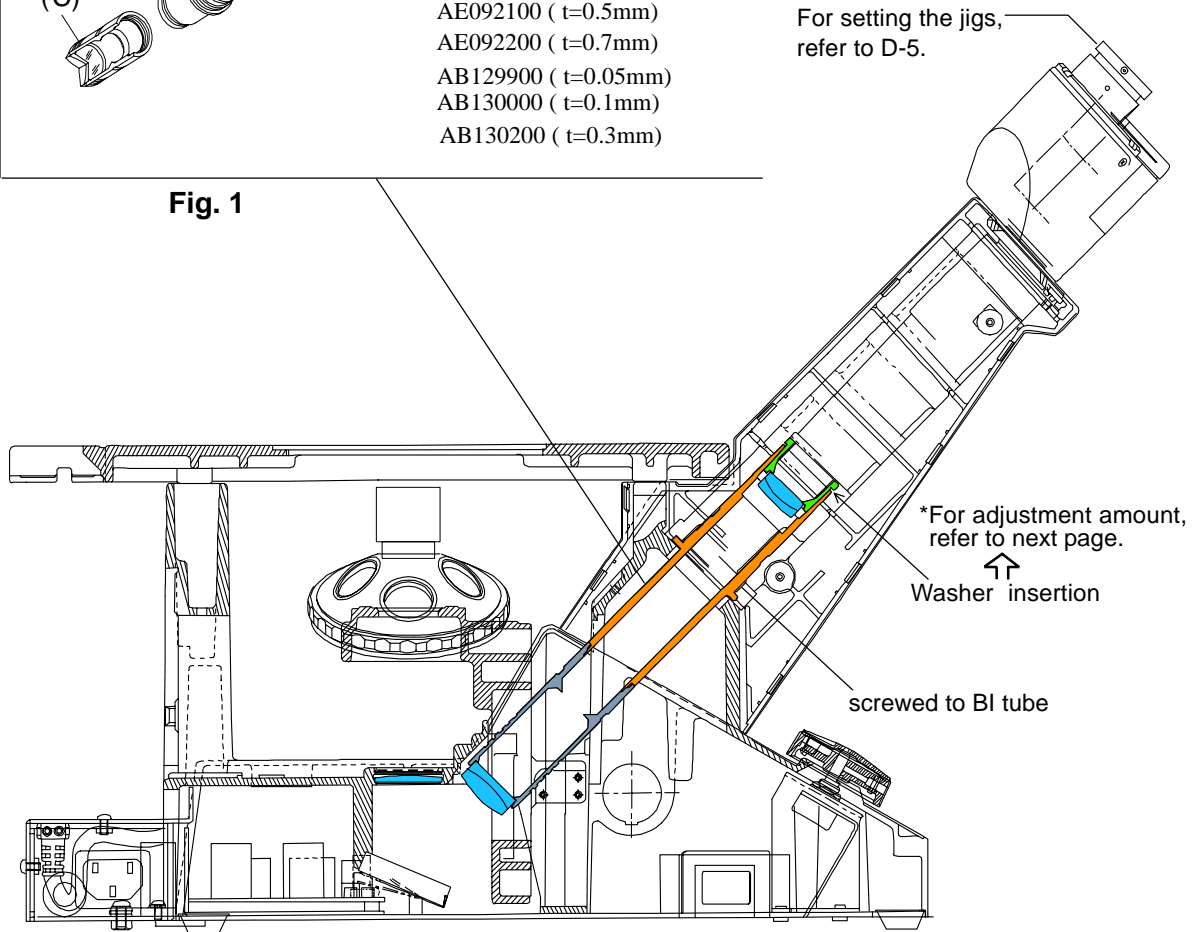 (C)
AE092100 ( t=0.5mm)
AE092200 ( t=0.7mm)
AB129900 ( t=0.05mm)
AB130000 ( t=0.1mm)
AB130200 ( t=0.3mm)
For setting the jigs,
refer to D-5.
Fig. 1
*For adjustment amount,
refer to next page.
Washer insertion
screwed to BI tube